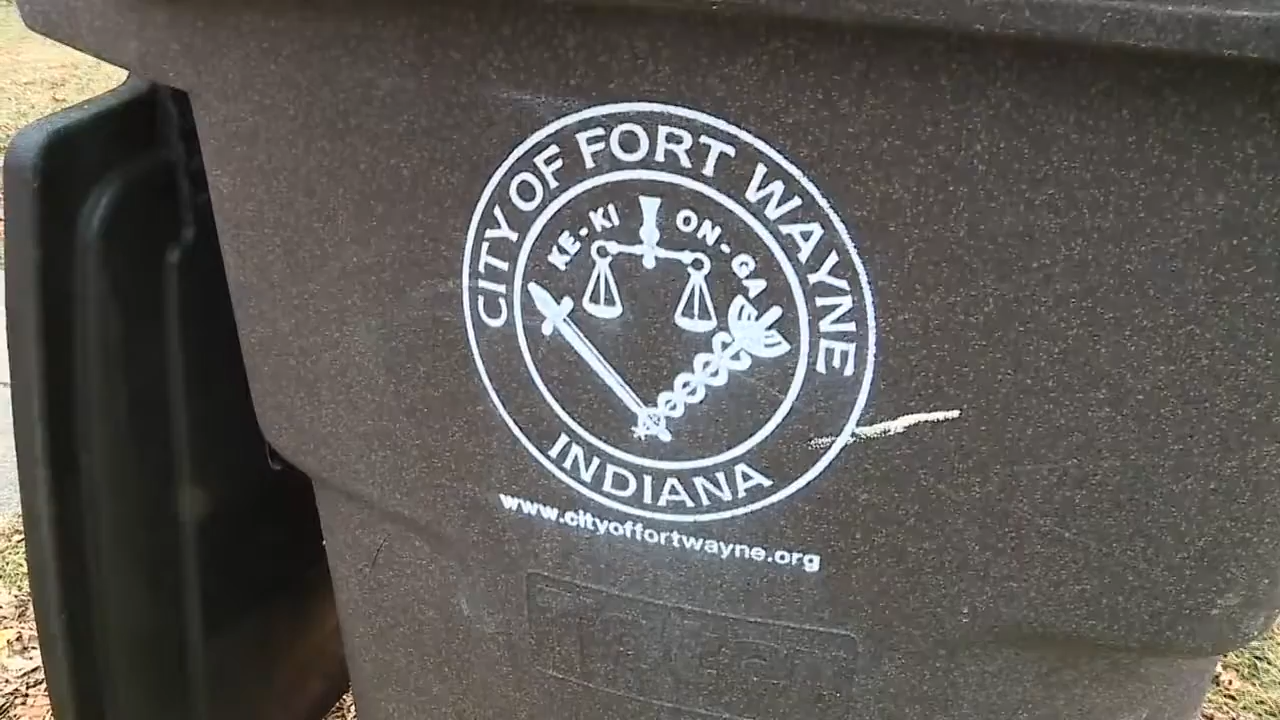 CITY OF FORT WAYNE
KE-KI ON-GA
INDIANA
www.cityoffortwayne.org